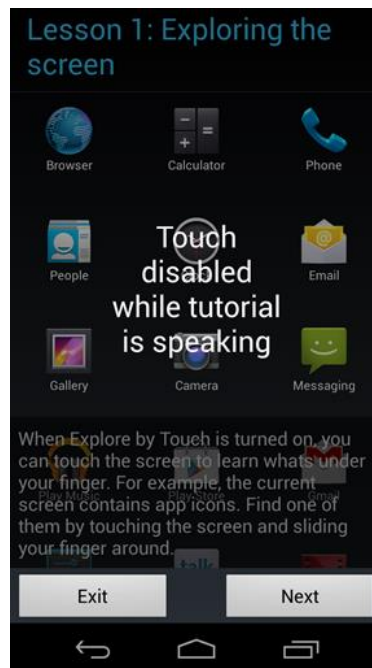 Lesson 1: Exploring the
screen
Browser
Calculator
Phone
Touch
disabled
while tutorial
is speaking
People
Email
Gallery
Camera
Messaging
When Explore by Touch is turned on, you
can touch the screen to learn whats under
your finger. For example, the current
screen contains app icons. Find one of
them by touching the screen and sliding
your finger around.
Play Music
Play Store
Gmail
talk
Exit
Next